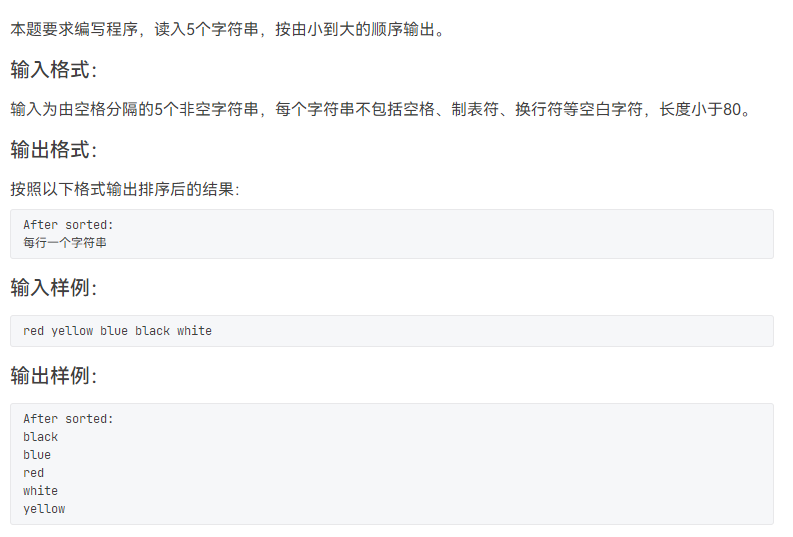 本题要求编写程序，读入5个字符串，按由小到大的顺序输出。
输入格式：
输入为由空格分隔的5个非空字符串，每个字符串不包括空格、制表符、换行符等空白字符，长度小于80。
输出格式：
按照以下格式输出排序后的结果：
After sorted:
每行一个字符串
输入样例：
red yellow blue black white
输出样例：
After sorted:
black
blue
red
white
yellow